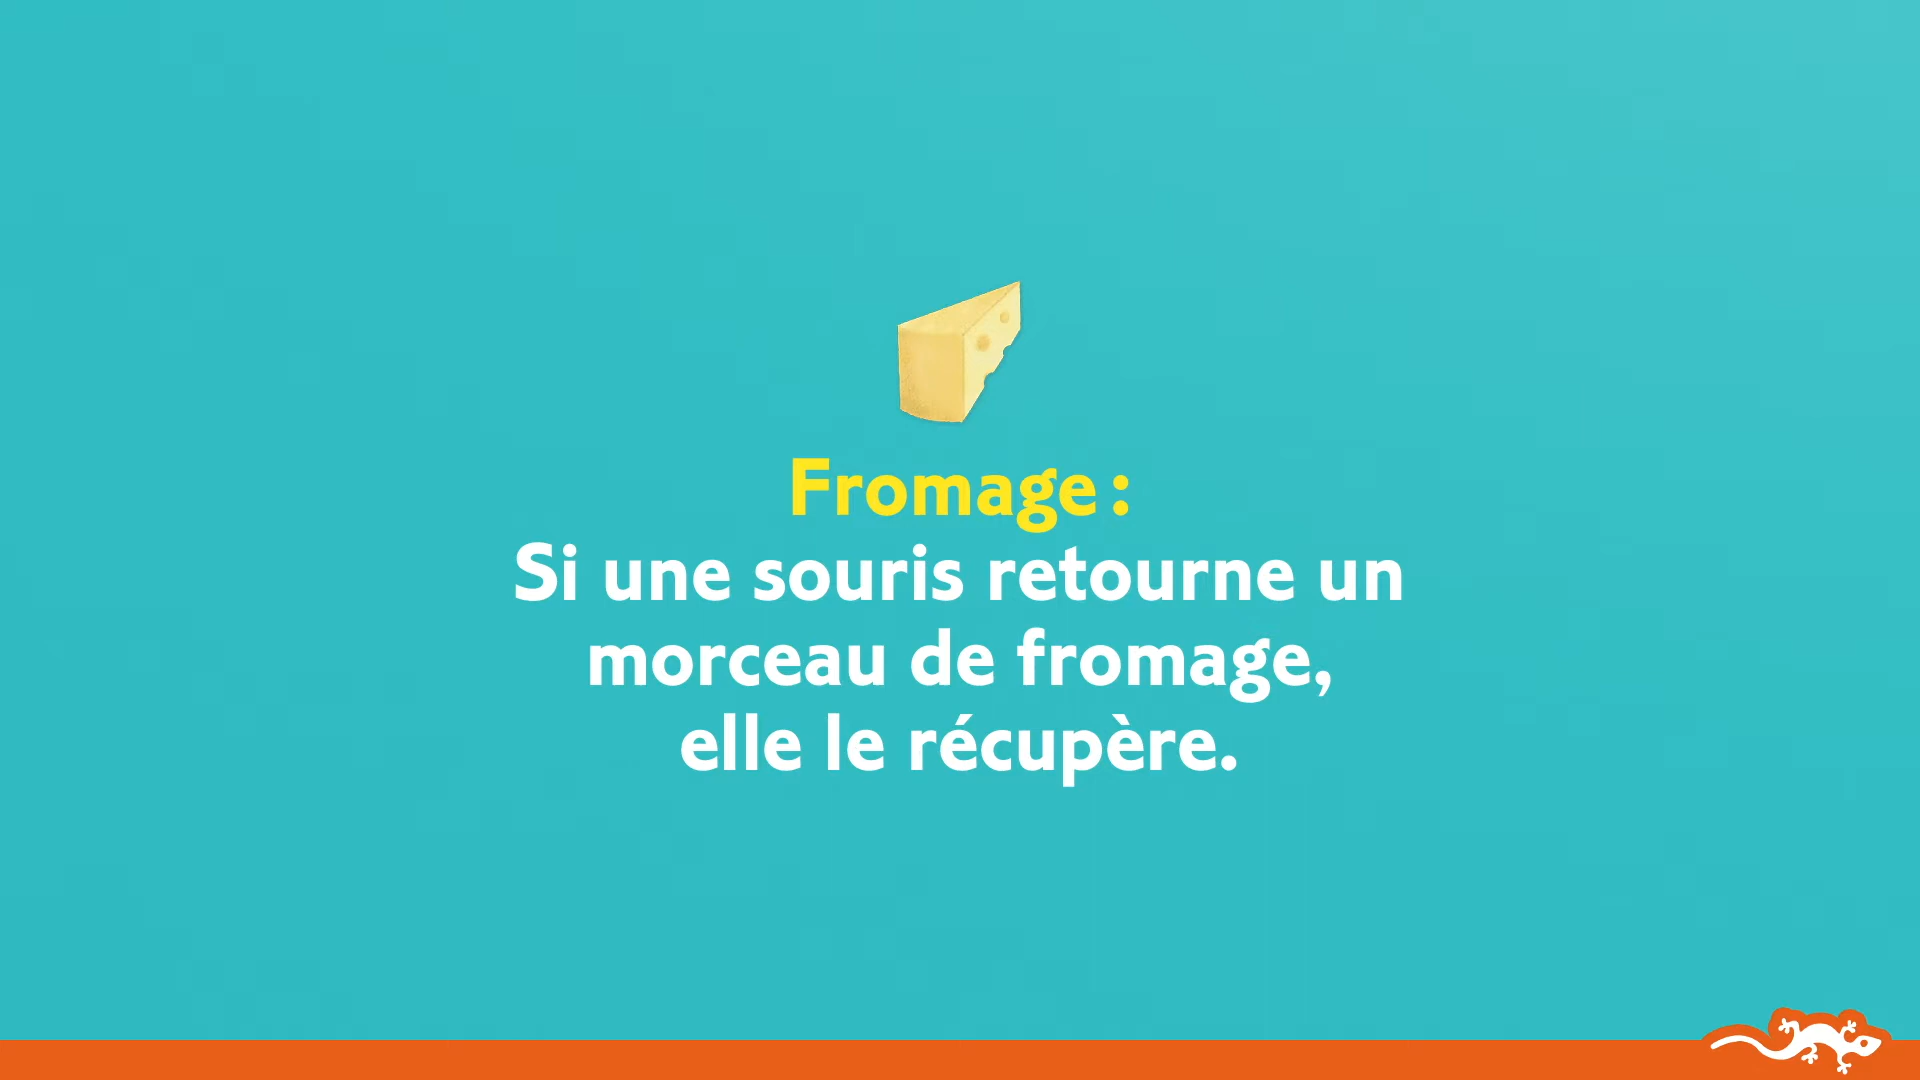 Fromage :
Si une souris retourne un
morceau de fromage,
elle le récupère.